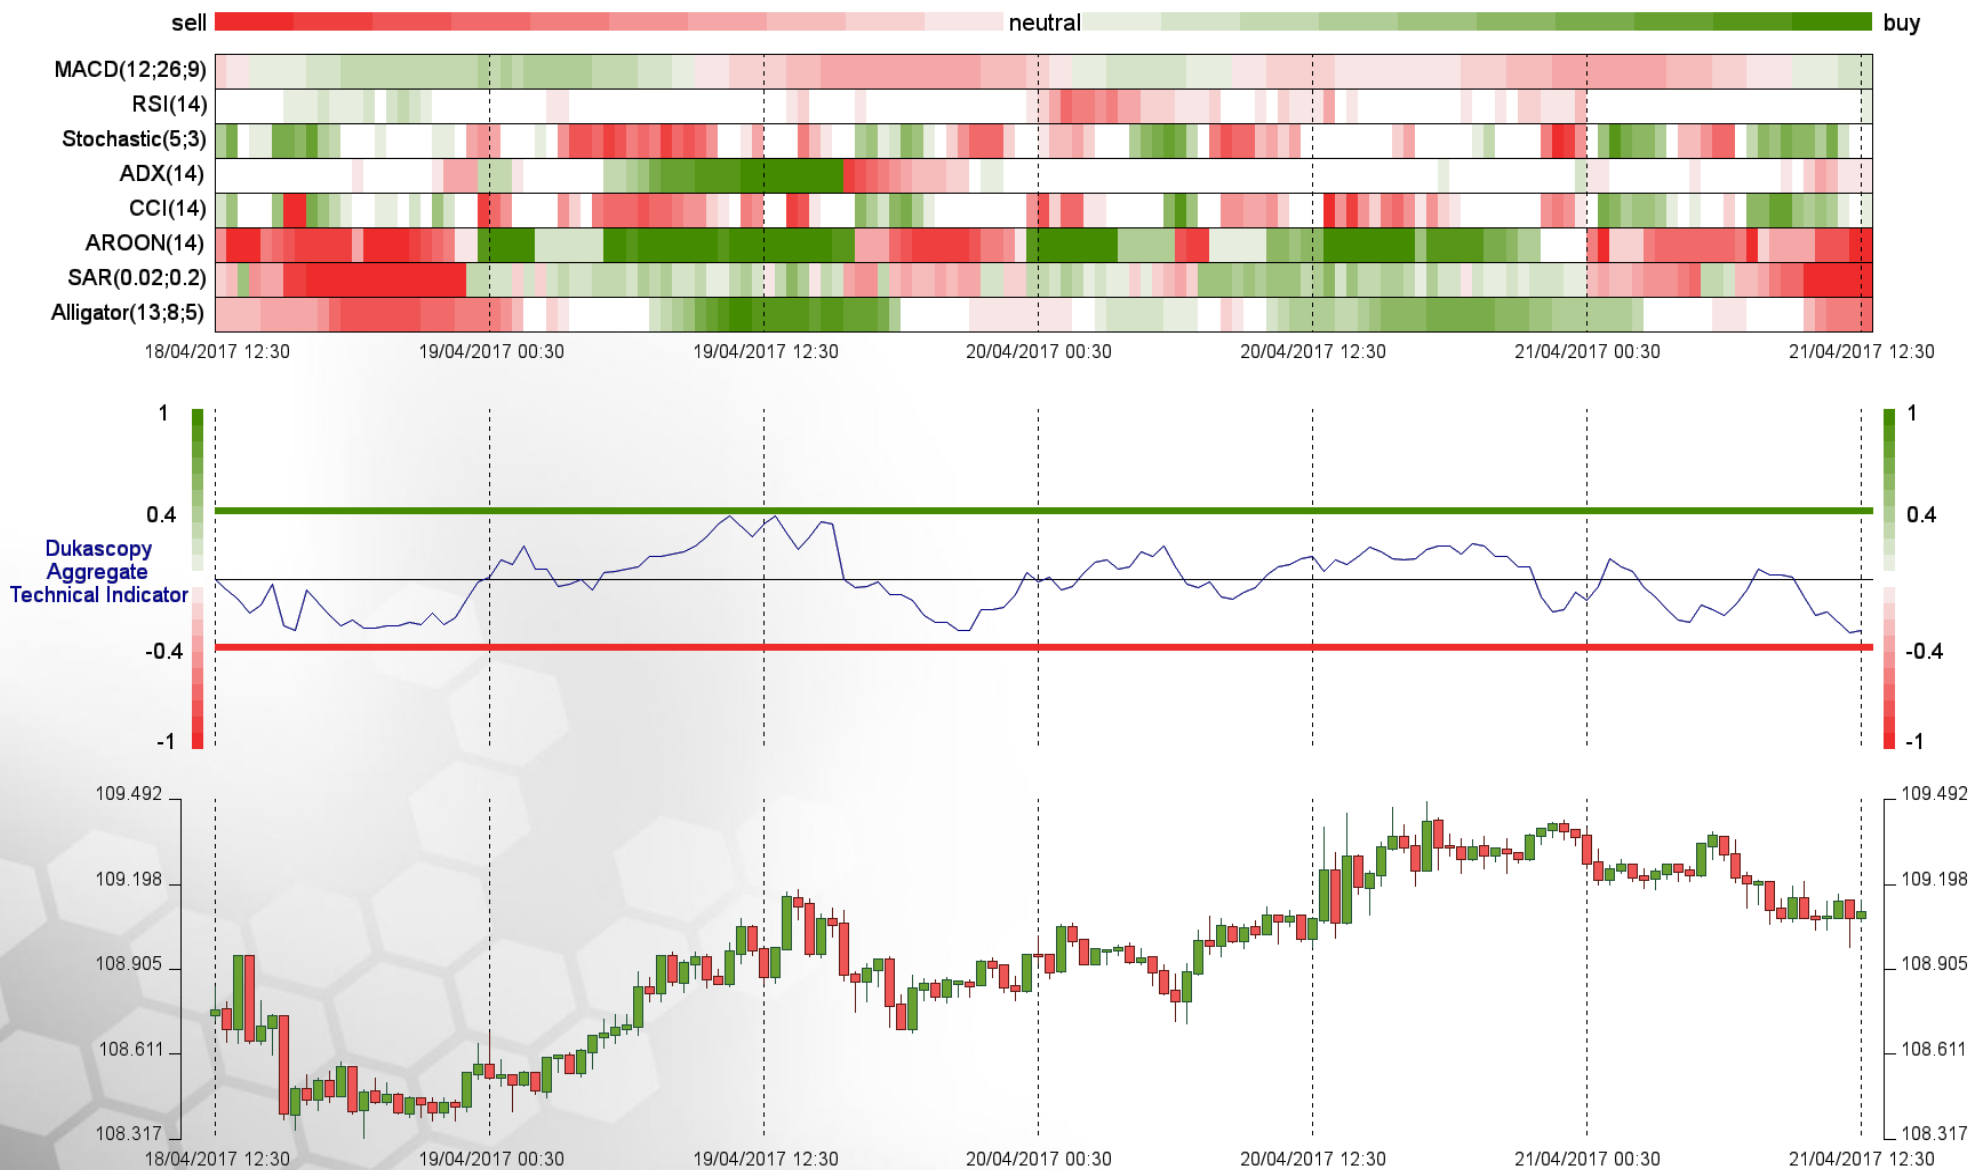 sell neutral buy
MACD(12;26;9)
RSI(14)
Stochastic(5;3)
ADX(14)
CCI(14)
AROON(14)
SAR(0.02;0.2)
Alligator(13;8;5)
18/04/2017 12:30 19/04/2017 00:30 19/04/2017 12:30 20/04/2017 00:30 20/04/2017 12:30 21/04/2017 00:30 21/04/2017 12:30
1 1
0.4 0.4
Dukascopy
Aggregate
Technical Indicator
-0.4 -0.4
-1 -1
109.492 109.492
109.198 109.198
108.905 108.905
108.611 108.611
108.317 108.317
18/04/2017 12:30 19/04/2017 00:30 19/04/2017 12:30 20/04/2017 00:30 20/04/2017 12:30 21/04/2017 00:30 21/04/2017 12:30